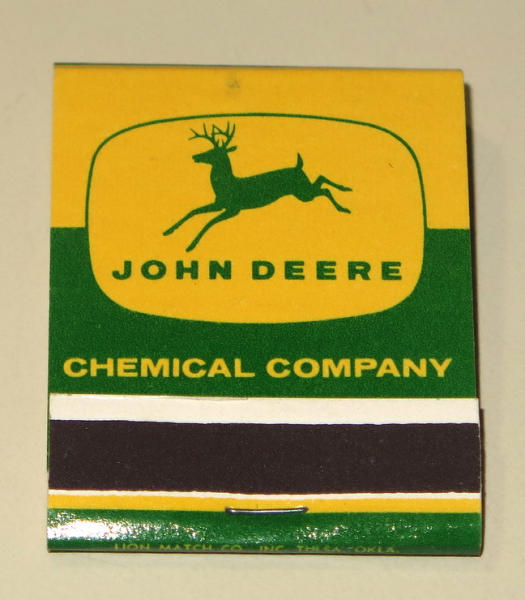 JOHN DEERE
CHEMICAL COMPANY
LION MATCH CO. INC. TULSA, OKLA.